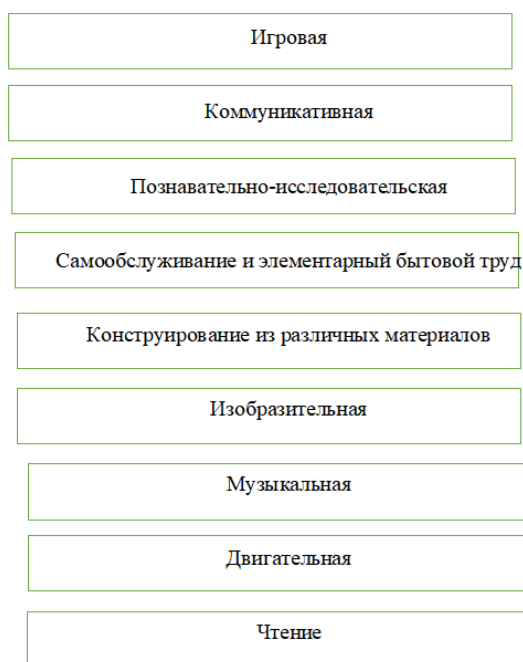 Игровая
Коммуникативная
Познавательно-исследовательская
Самообслуживание и элементарный бытовой труд
Конструирование из различных материалов
Изобразительная
Музыкальная
Двигательная
Чтение